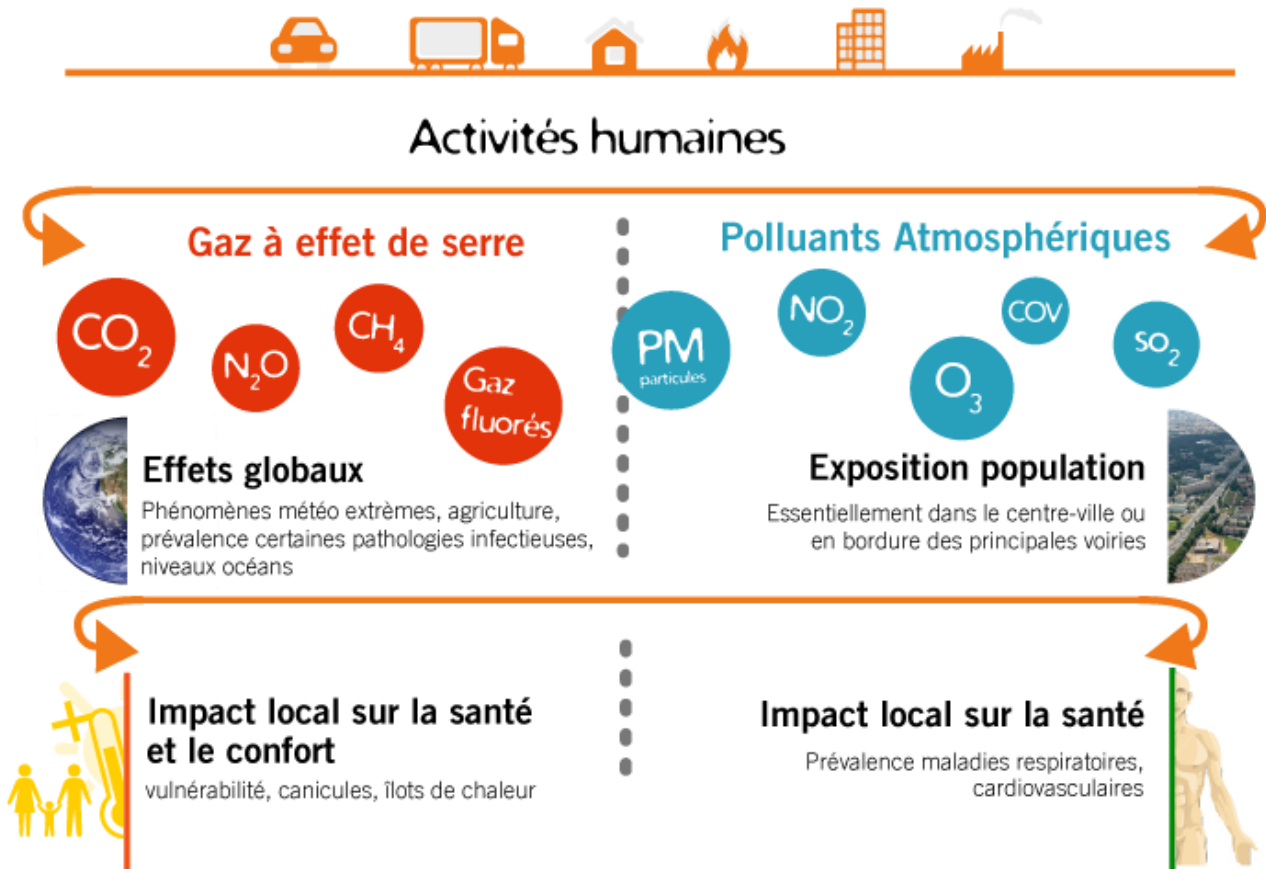 Activités humaines
Gaz à effet de serre
CO₂
N₂O
CH₄
Gaz
fluorés
Polluants Atmosphériques
PM
particules
NO₂
O₃
COV
SO₂
Effets globaux
Phénomènes météo extrêmes, agriculture,
prévalence certaines pathologies infectieuses,
niveaux océans
Exposition population
Essentiellement dans le centre-ville ou
en bordure des principales voiries
Impact local sur la santé
et le confort
vulnérabilité, canicules, îlots de chaleur
Impact local sur la santé
Prévalence maladies respiratoires,
cardiovasculaires